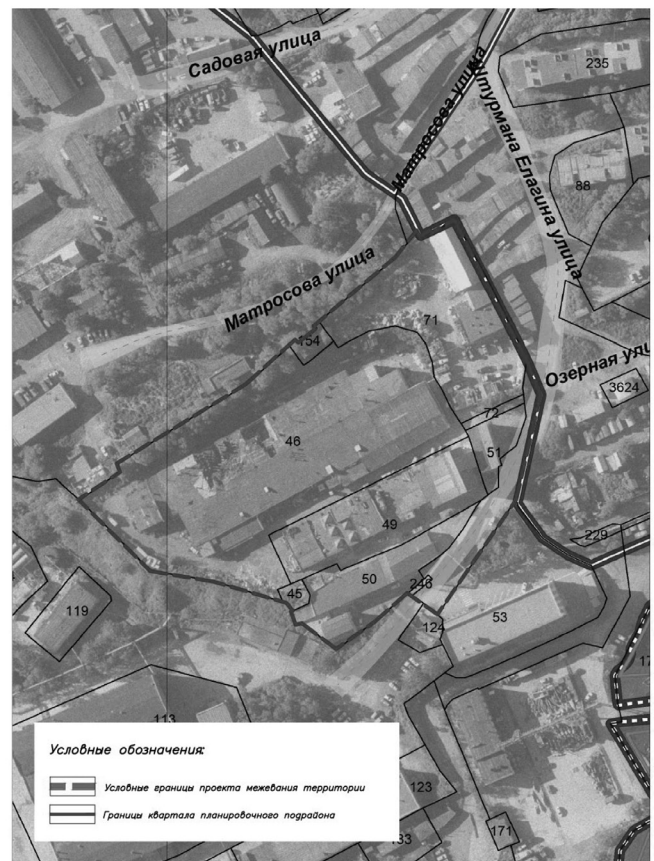 Садовая улица
235
Матросова улица
Штурмана Елагина улица
88
Матросова улица
71
154
Озерная ули
3624
72
46
51
49
229
50
246
45
119
53
124
113
17
Условные обозначения:
Условные границы проекта межевания территории
Границы квартала планировочного подрайона
123
133
171